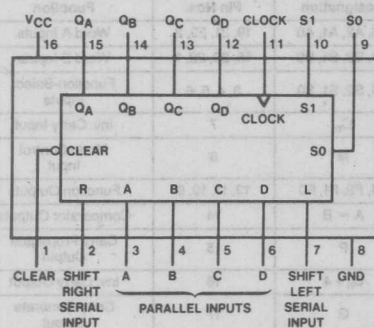 VCC QA QB QC QD CLOCK S1 S0
16 15 14 13 12 11 10 9
QA QB QC QD CLOCK S1
CLEAR S0
R A B C D L
1 2 3 4 5 6 7 8
CLEAR SHIFT RIGHT SERIAL INPUT A B C D SHIFT LEFT SERIAL INPUT GND
PARALLEL INPUTS